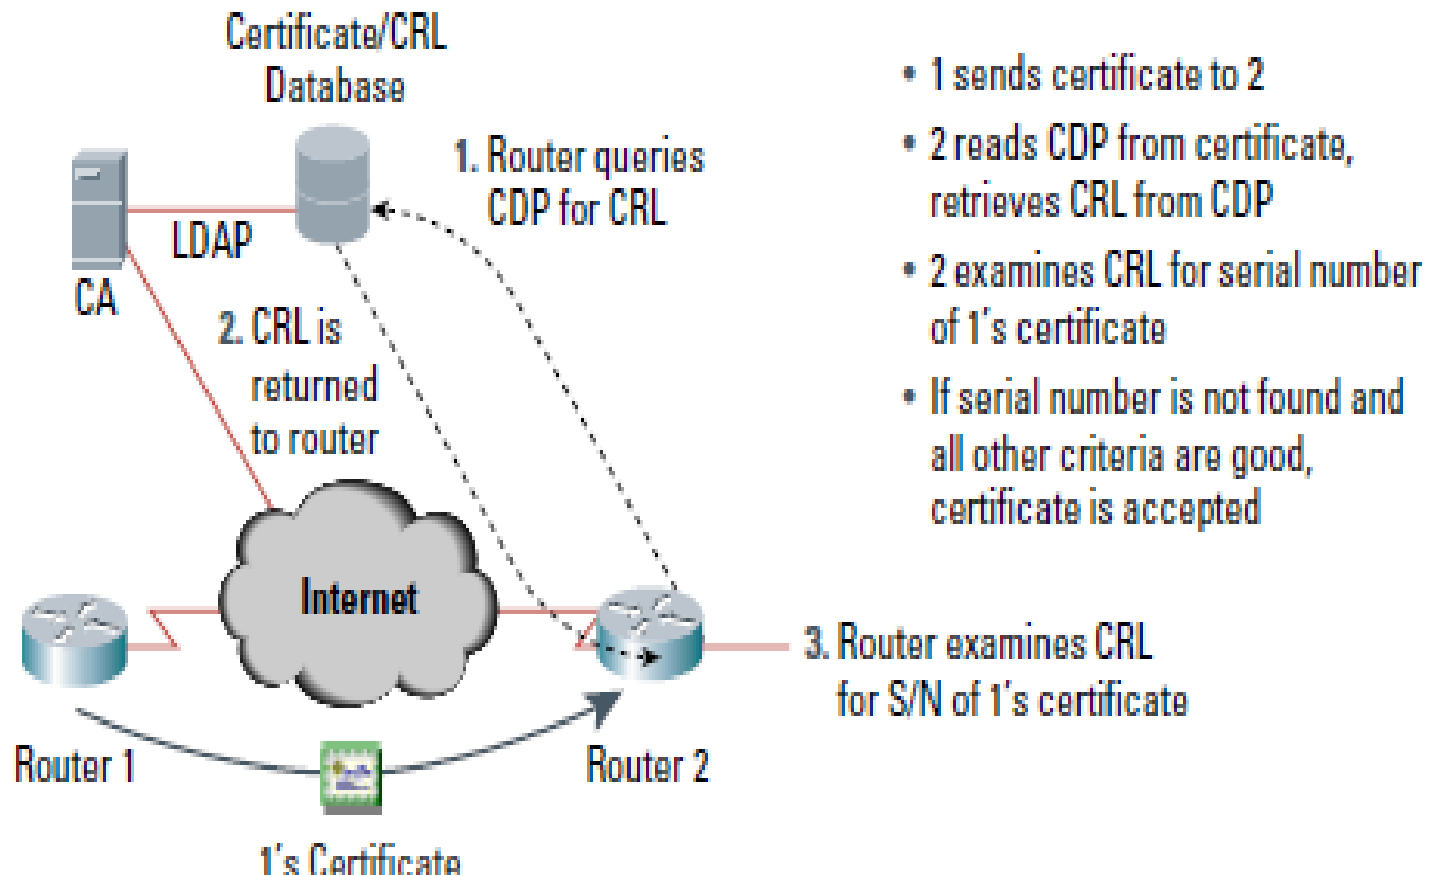 Certificate/CRL
Database
1. Router queries
CDP for CRL
LDAP
CA
2. CRL is
returned
to router
Internet
Router 1
Router 2
1's Certificate
3. Router examines CRL
for S/N of 1's certificate
• 1 sends certificate to 2
• 2 reads CDP from certificate,
retrieves CRL from CDP
• 2 examines CRL for serial number
of 1's certificate
• If serial number is not found and
all other criteria are good,
certificate is accepted